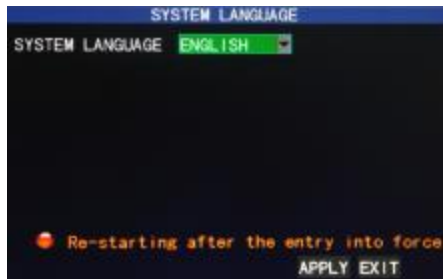 SYSTEM LANGUAGE
SYSTEM LANGUAGE ENGLISH
Re-starting after the entry into force
APPLY EXIT